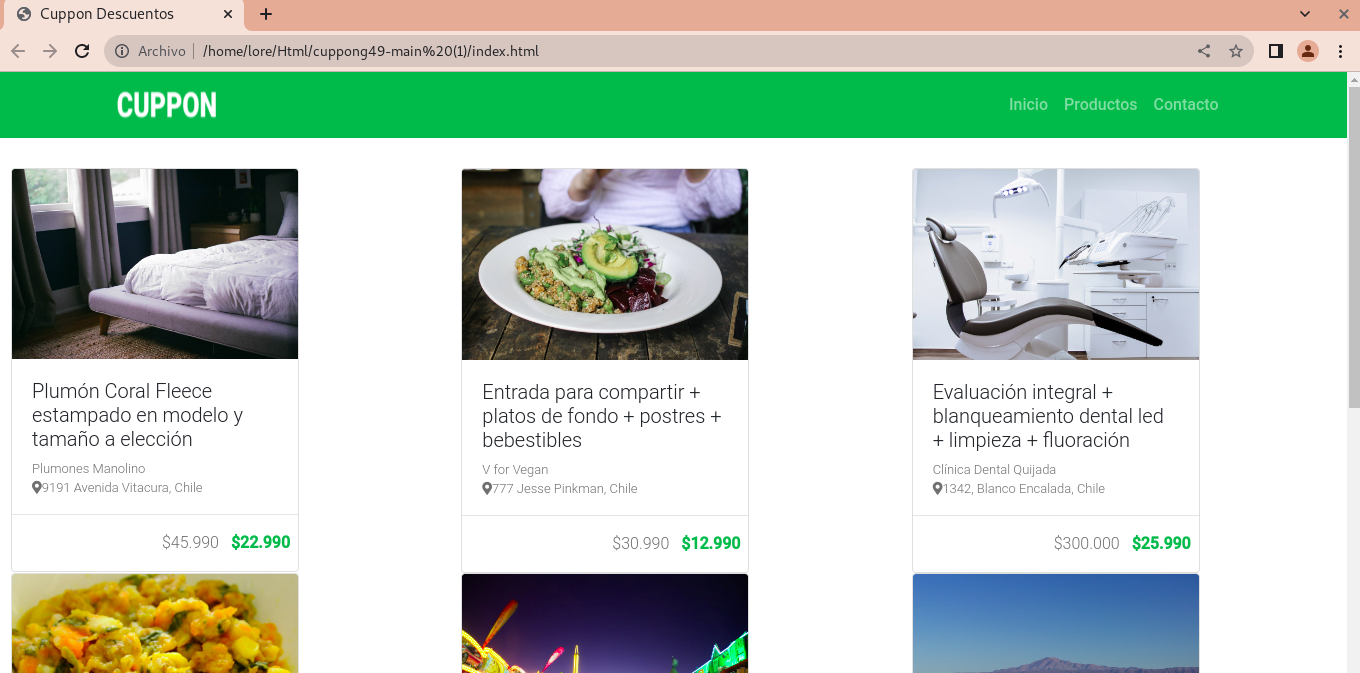 Cuppon Descuentos
Archivo /home/lore/Html/cuppong49-main%20(1)/index.html
CUPPON
Inicio Productos Contacto
Plumón Coral Fleece
estampado en modelo y
tamaño a elección
Plumones Manolino
9191 Avenida Vitacura, Chile
$45.990 $22.990
Entrada para compartir +
platos de fondo + postres +
bebestibles
V for Vegan
777 Jesse Pinkman, Chile
$30.990 $12.990
Evaluación integral +
blanqueamiento dental led
+ limpieza + fluoración
Clínica Dental Quijada
1342, Blanco Encalada, Chile
$300.000 $25.990